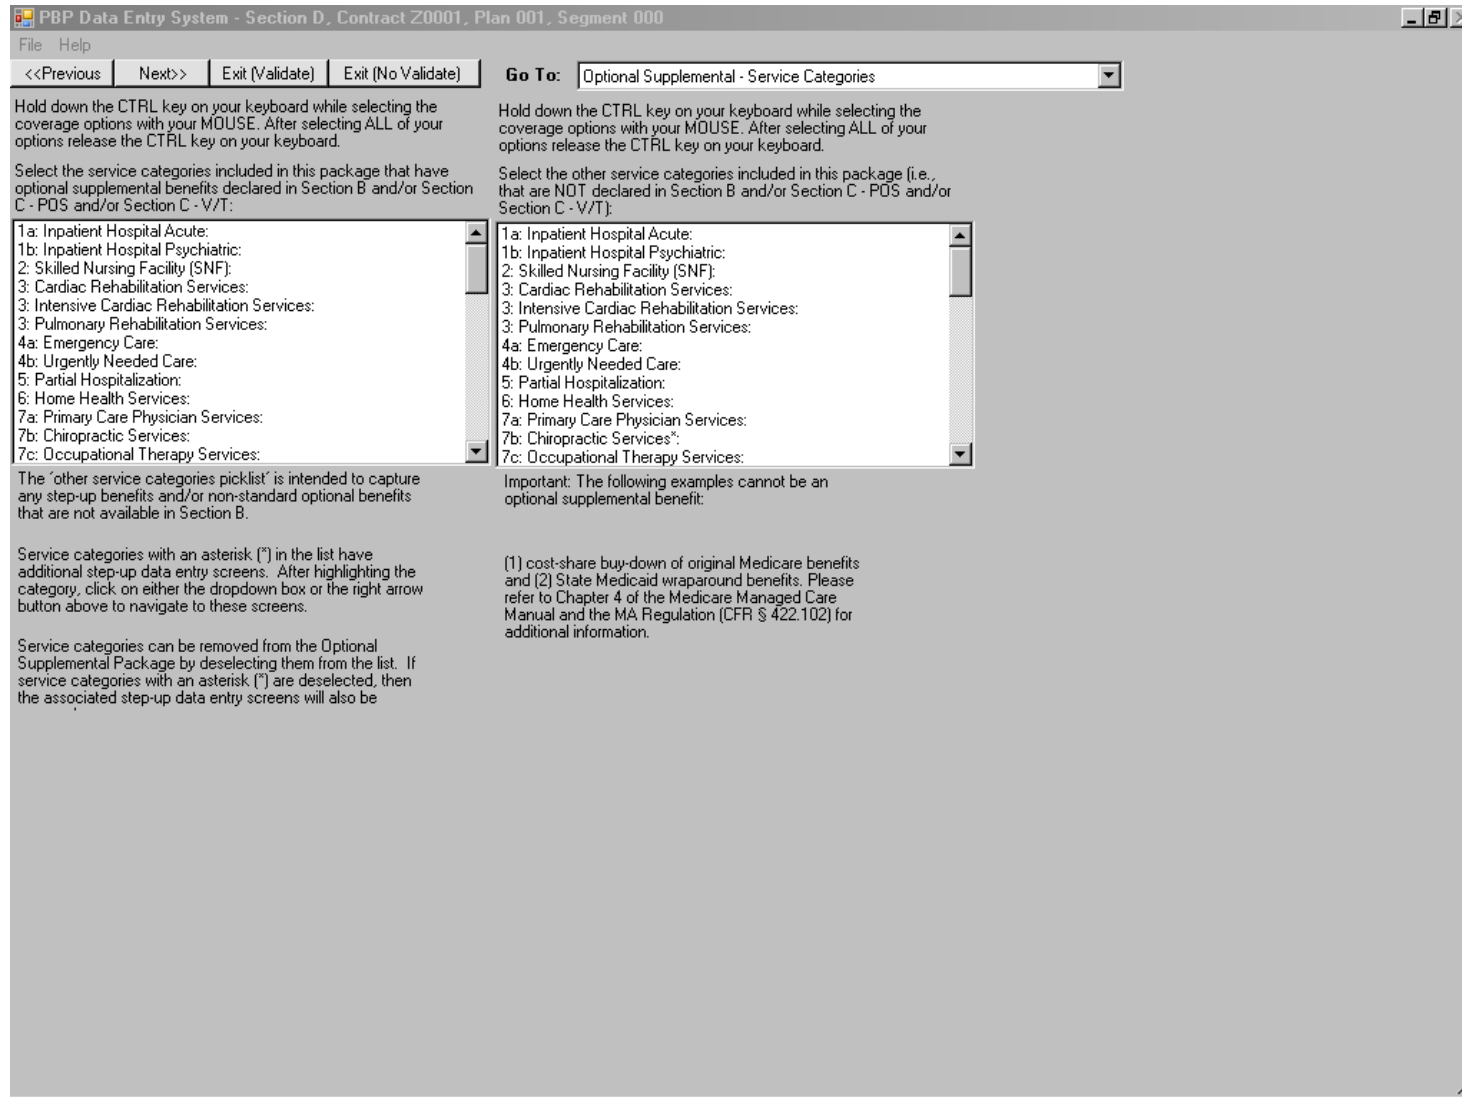 PBP Data Entry System - Section D, Contract Z0001, Plan 001, Segment 000
File Help
<<Previous Next>> Exit (Validate) Exit (No Validate) Go To: Optional Supplemental - Service Categories
Hold down the CTRL key on your keyboard while selecting the
coverage options with your MOUSE. After selecting ALL of your
options release the CTRL key on your keyboard.
Select the service categories included in this package that have
optional supplemental benefits declared in Section B and/or Section
C - POS and/or Section C - V/T:
1a: Inpatient Hospital Acute:
1b: Inpatient Hospital Psychiatric:
2: Skilled Nursing Facility (SNF):
3: Cardiac Rehabilitation Services:
3: Intensive Cardiac Rehabilitation Services:
3: Pulmonary Rehabilitation Services:
4a: Emergency Care:
4b: Urgently Needed Care:
5: Partial Hospitalization:
6: Home Health Services:
7a: Primary Care Physician Services:
7b: Chiropractic Services:
7c: Occupational Therapy Services:
The 'other service categories picklist' is intended to capture
any step-up benefits and/or non-standard optional benefits
that are not available in Section B.
Service categories with an asterisk (*) in the list have
additional step-up data entry screens. After highlighting the
category, click on either the dropdown box or the right arrow
button above to navigate to these screens.
Service categories can be removed from the Optional
Supplemental Package by deselecting them from the list. If
service categories with an asterisk (*) are deselected, then
the associated step-up data entry screens will also be
Hold down the CTRL key on your keyboard while selecting the
coverage options with your MOUSE. After selecting ALL of your
options release the CTRL key on your keyboard.
Select the other service categories included in this package (i.e.,
that are NOT declared in Section B and/or Section C - POS and/or
Section C - V/T):
1a: Inpatient Hospital Acute:
1b: Inpatient Hospital Psychiatric:
2: Skilled Nursing Facility (SNF):
3: Cardiac Rehabilitation Services:
3: Intensive Cardiac Rehabilitation Services:
3: Pulmonary Rehabilitation Services:
4a: Emergency Care:
4b: Urgently Needed Care:
5: Partial Hospitalization:
6: Home Health Services:
7a: Primary Care Physician Services:
7b: Chiropractic Services*:
7c: Occupational Therapy Services:
Important: The following examples cannot be an
optional supplemental benefit:
(1) cost-share buy-down of original Medicare benefits
and (2) State Medicaid wraparound benefits. Please
refer to Chapter 4 of the Medicare Managed Care
Manual and the MA Regulation (CFR § 422.102) for
additional information.